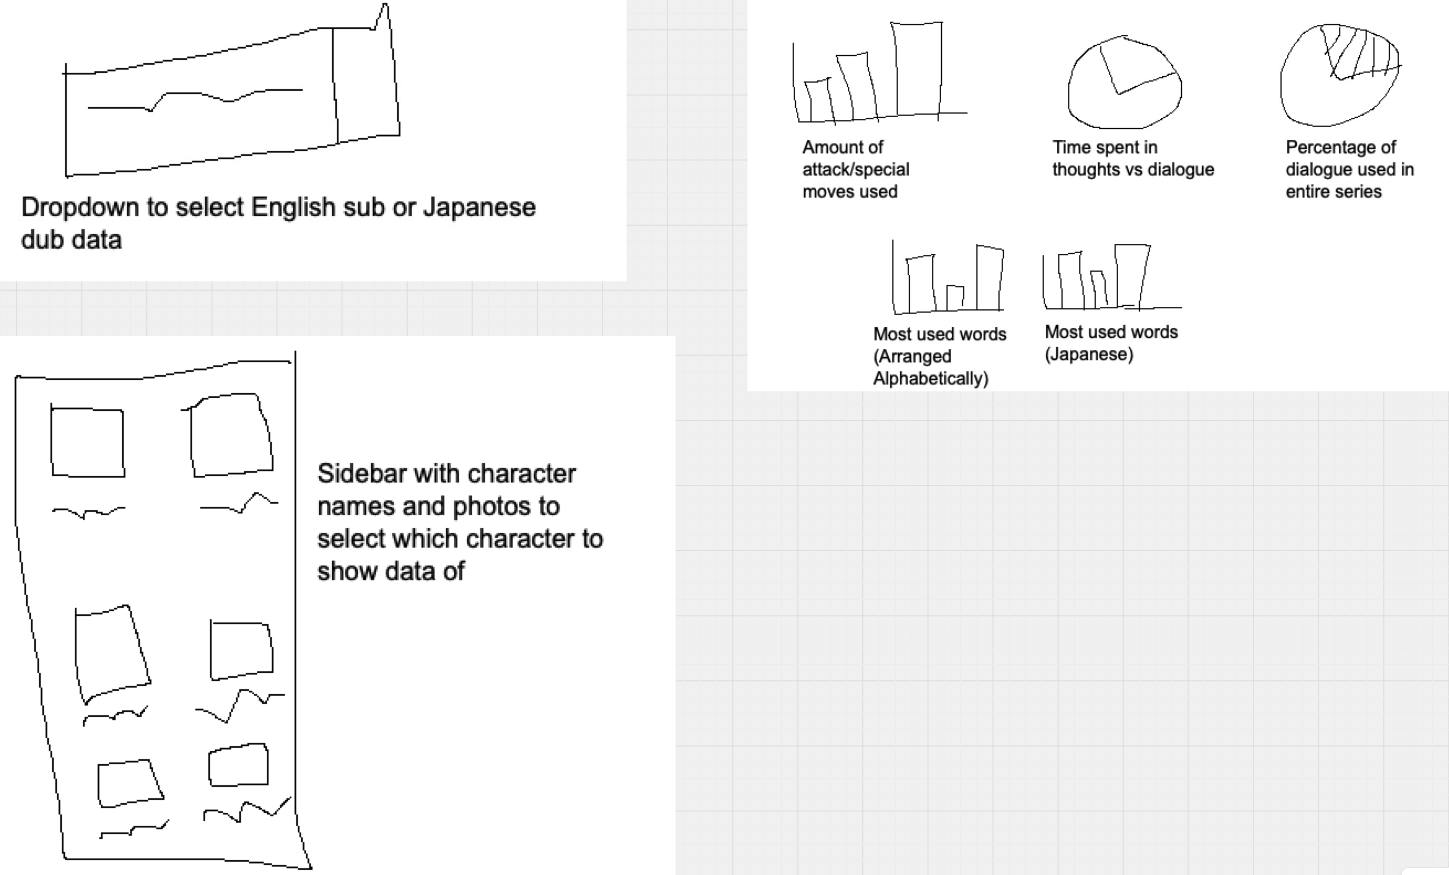 Dropdown to select English sub or Japanese
dub data
Amount of
attack/special
moves used
Time spent in
thoughts vs dialogue
Percentage of
dialogue used in
entire series
Most used words
(Arranged
Alphabetically)
Most used words
(Japanese)
Sidebar with character
names and photos to
select which character to
show data of